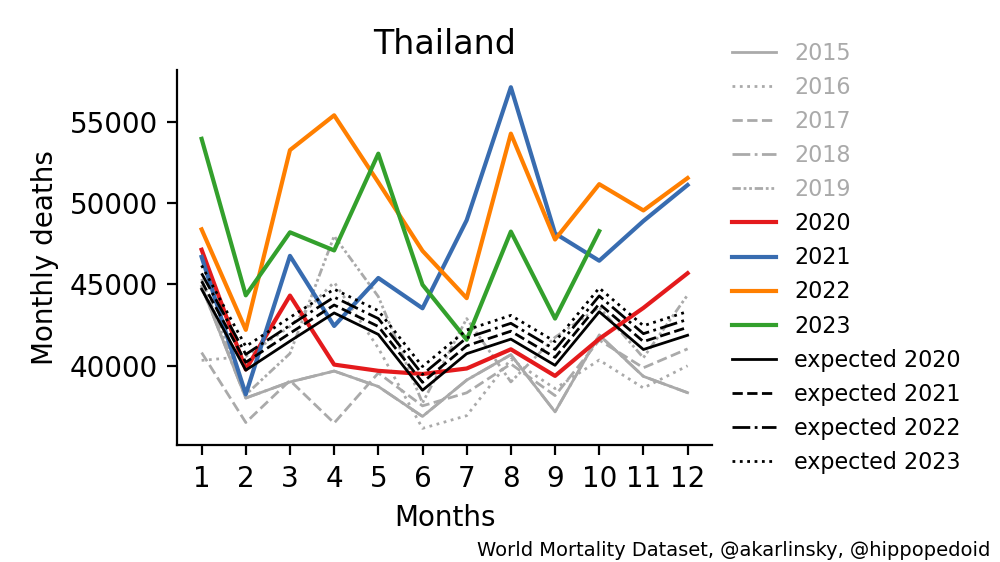 Thailand
Monthly deaths
55000
50000
45000
40000
1 2 3 4 5 6 7 8 9 10 11 12
Months
2015
2016
2017
2018
2019
2020
2021
2022
2023
expected 2020
expected 2021
expected 2022
expected 2023
World Mortality Dataset, @akarlinsky, @hippopedoid